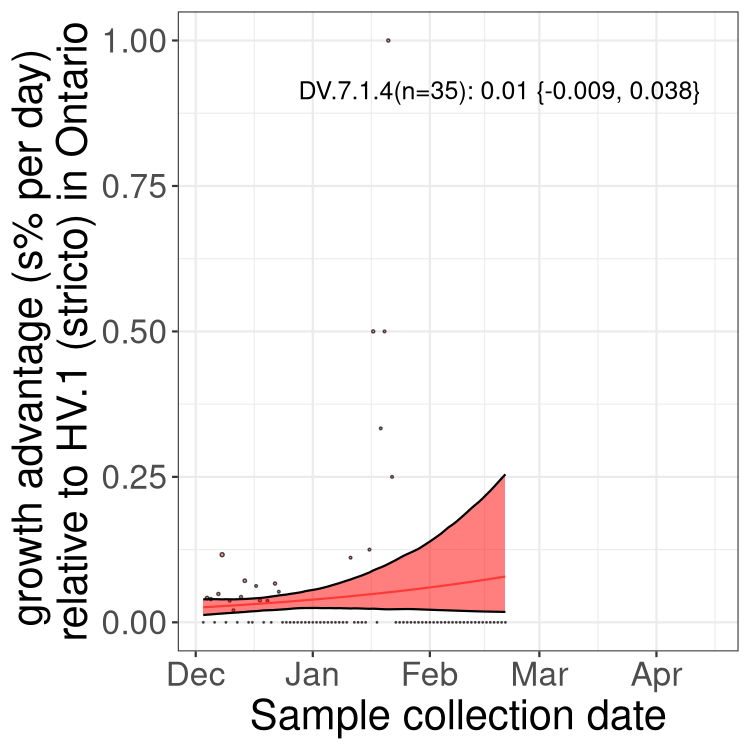 growth advantage (s% per day)
relative to HV.1 (stricto) in Ontario
1.00
0.75
0.50
0.25
0.00
DV.7.1.4(n=35): 0.01 {-0.009, 0.038}
Dec Jan Feb Mar Apr
Sample collection date